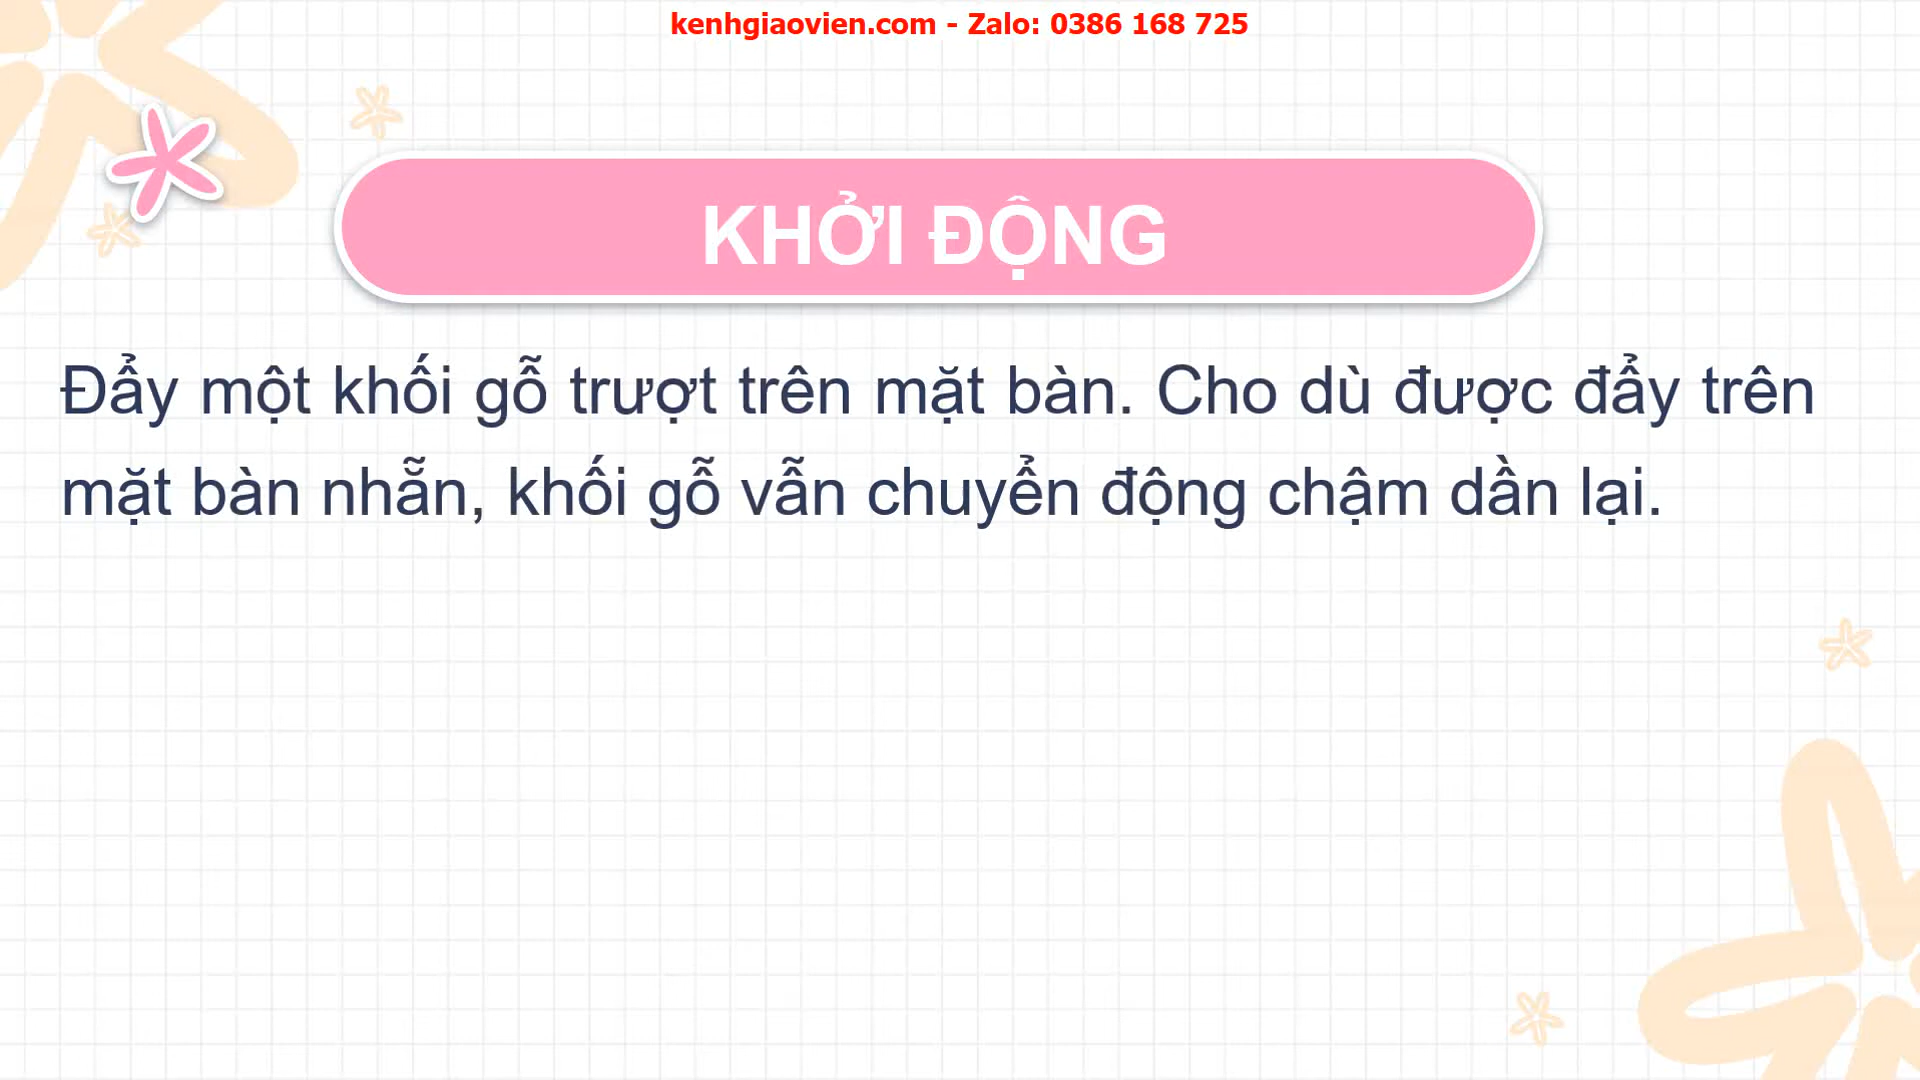 kenhgiaovien.com - Zalo: 0386 168 725
KHỞI ĐỘNG
Đẩy một khối gỗ trượt trên mặt bàn. Cho dù được đẩy trên
mặt bàn nhẵn, khối gỗ vẫn chuyển động chậm dần lại.